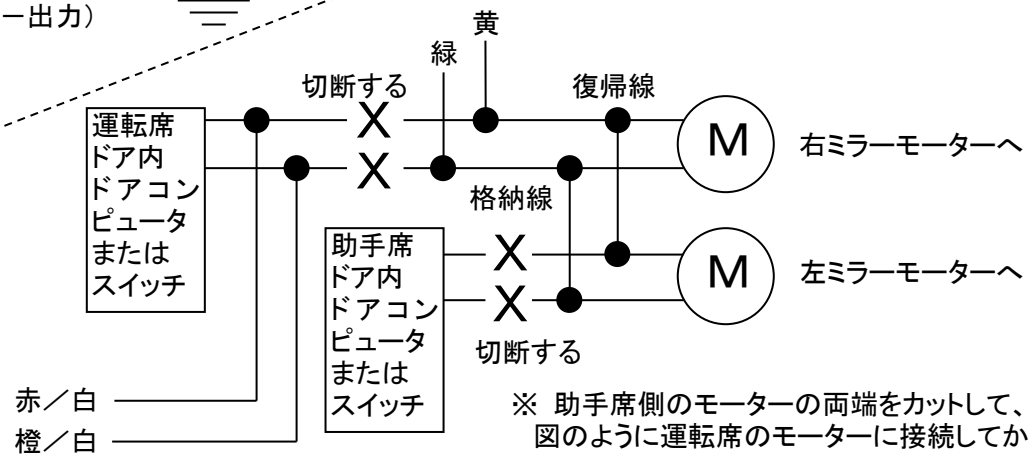 ー出力）
黄
緑
切断する
復帰線
運転席
ドア内
ドアコン
ピュータ
または
スイッチ
X
X
M
右ミラーモーターへ
格納線
助手席
ドア内
ドアコン
ピュータ
または
スイッチ
X
X
M
左ミラーモーターへ
切断する
赤／白
橙／白
※ 助手席側のモーターの両端をカットして、
図のように運転席のモーターに接続してか